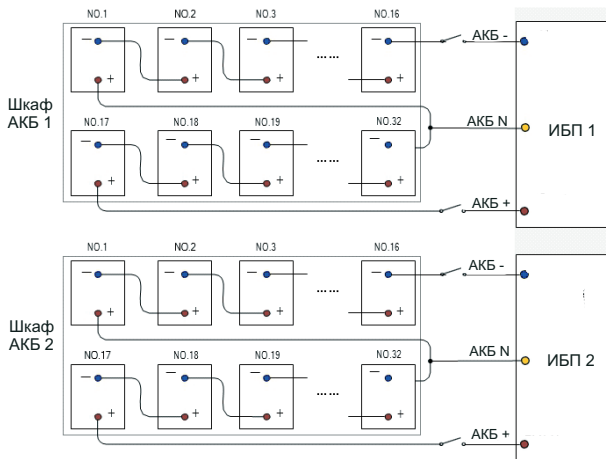 NO.1 NO.2 NO.3 NO.16
− − − − АКБ -
+ + + ...... +
Шкаф
АКБ 1
АКБ N
ИБП 1
NO.17 NO.18 NO.19 NO.32
− − − −
+ + + ...... +
АКБ +
NO.1 NO.2 NO.3 NO.16
− − − − АКБ -
+ + + ...... +
Шкаф
АКБ 2
АКБ N
ИБП 2
NO.17 NO.18 NO.19 NO.32
− − − −
+ + + ...... +
АКБ +